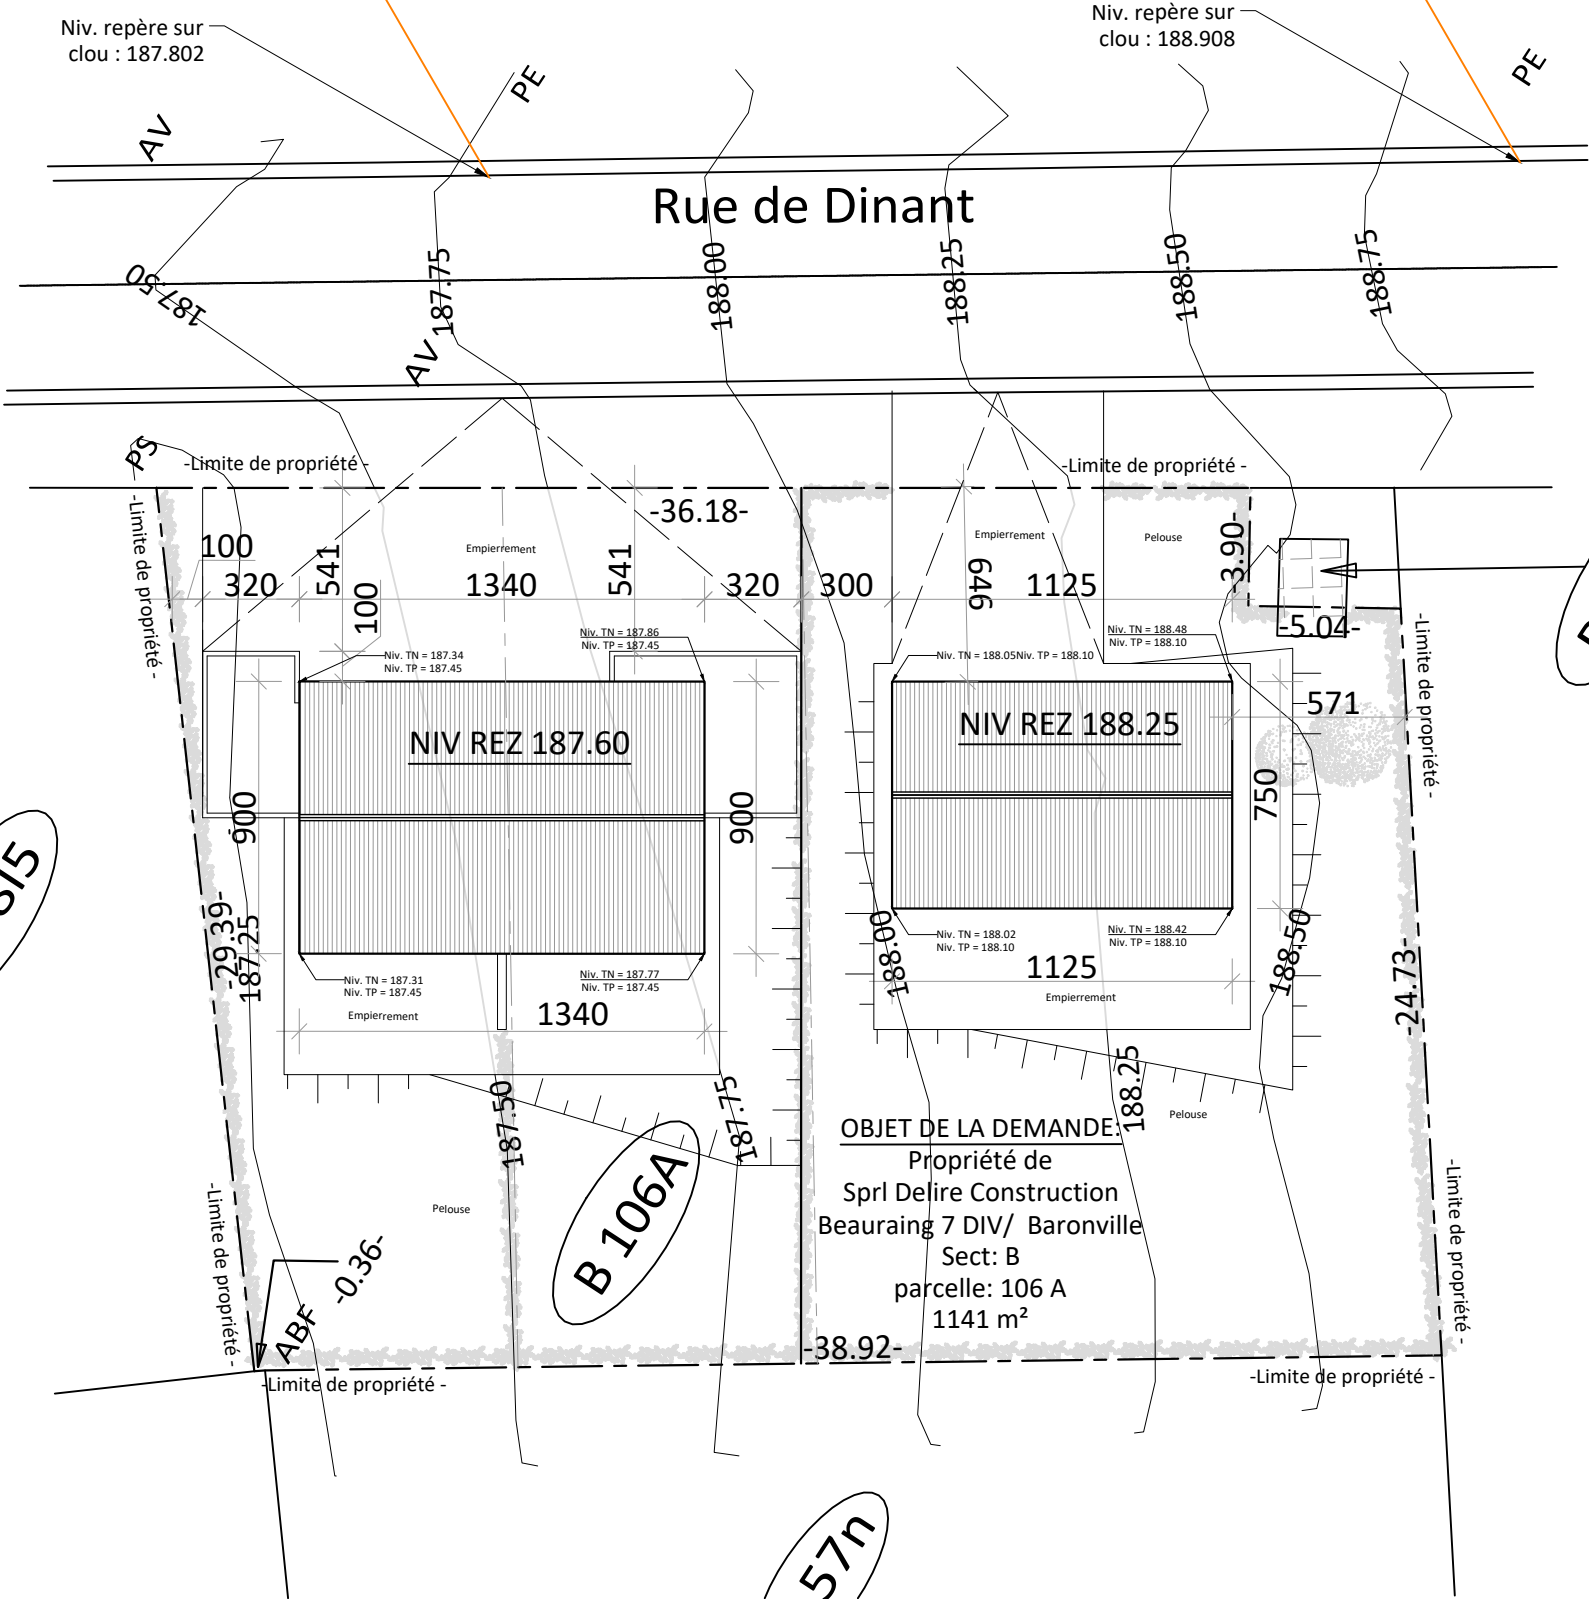 Niv. repère sur
clou : 187.802
Niv. repère sur
clou : 188.908
PE
PE
AV
Rue de Dinant
187.50
187.75
188.00
188.25
188.50
188.75
AV
PS
-Limite de propriété -
-Limite de propriété -
-Limite de propriété -
-36.18-
100
320
541
100
Empierrement
1340
541
320
300
Empierrement
646
1125
Pelouse
-3.90-
-5.04-
-Limite de propriété -
Niv. TN = 187.34
Niv. TP = 187.45
Niv. TN = 187.86
Niv. TP = 187.45
Niv. TN = 188.05Niv. TP = 188.10
Niv. TN = 188.48
Niv. TP = 188.10
NIV REZ 187.60
NIV REZ 188.25
571
900
900
750
-29.39-
187.25
188.00
188.50
-24.73-
Niv. TN = 187.31
Niv. TP = 187.45
Niv. TN = 187.77
Niv. TP = 187.45
Niv. TN = 188.02
Niv. TP = 188.10
Niv. TN = 188.42
Niv. TP = 188.10
Empierrement
1340
1125
Empierrement
187.50
187.75
188.25
Pelouse
B 106A
OBJET DE LA DEMANDE:
Propriété de
Sprl Delire Construction
Beauraing 7 DIV/ Baronville
Sect: B
parcelle: 106 A
1141 m²
Pelouse
-Limite de propriété -
-Limite de propriété -
ABF
-0.36-
-38.92-
-Limite de propriété -
-Limite de propriété -
57n